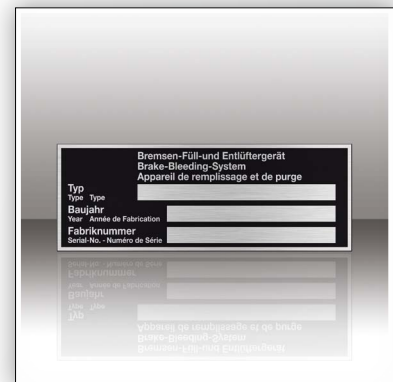 Bremsen-Füll-und Entlüftergerät
Brake-Bleeding-System
Appareil de remplissage et de purge
Typ
Type Type
Baujahr
Year Année de Fabrication
Fabriknummer
Serial-No. - Numéro de Série